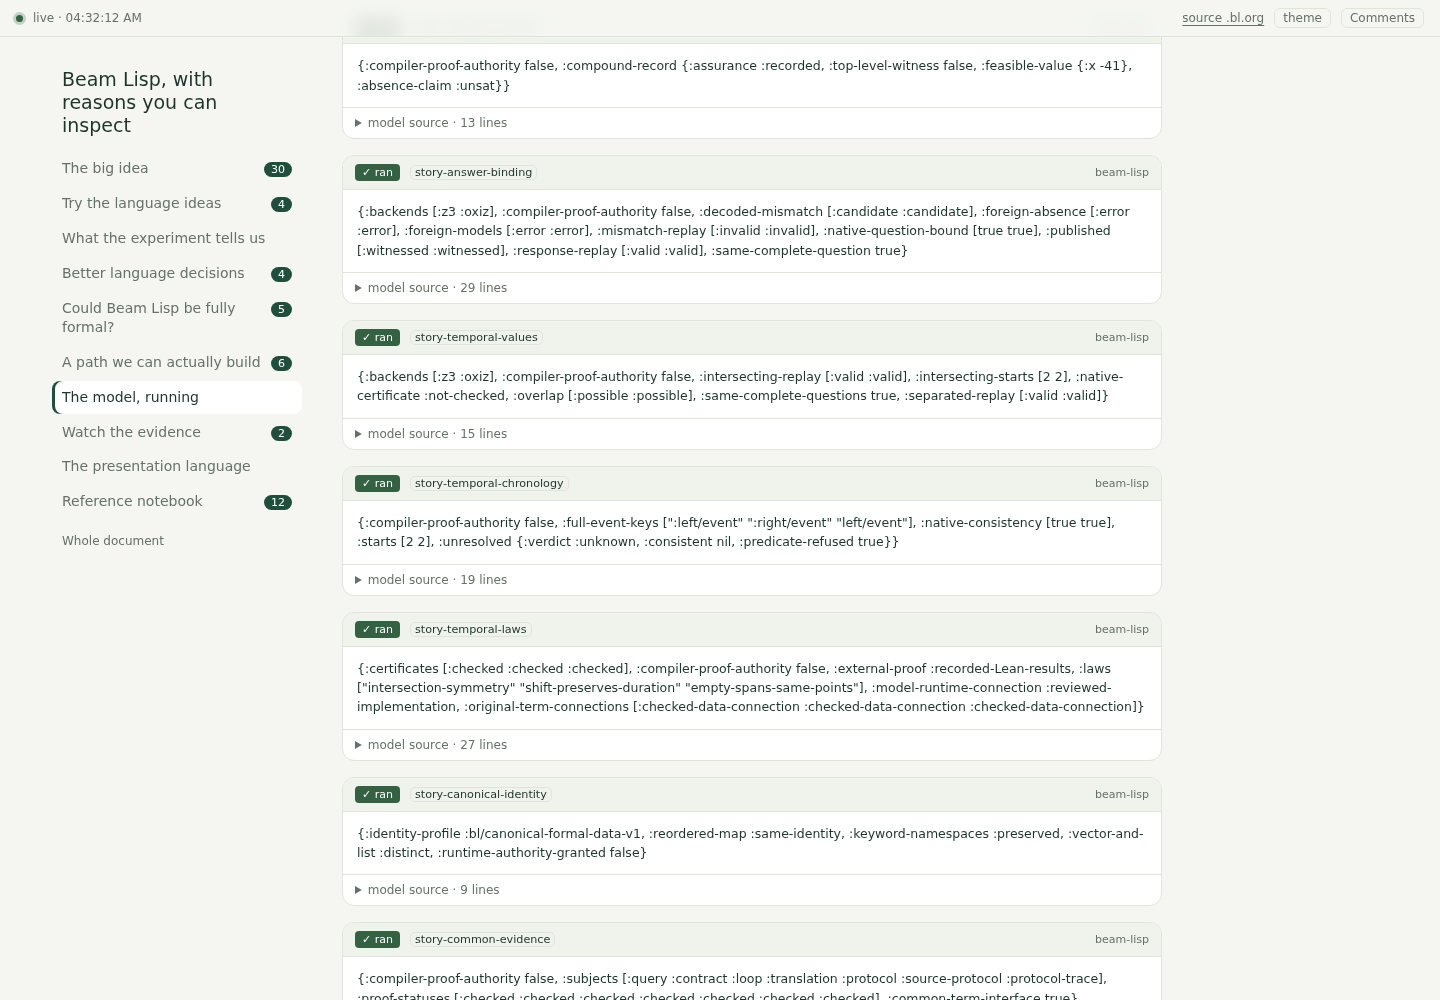 live · 04:32:12 AM
source .bl.org
theme
Comments
Beam Lisp, with
reasons you can
inspect
The big idea 30
Try the language ideas 4
What the experiment tells us
Better language decisions 4
Could Beam Lisp be fully
formal? 5
A path we can actually build 6
The model, running
Watch the evidence 2
The presentation language
Reference notebook 12
Whole document
{:compiler-proof-authority false, :compound-record {:assurance :recorded, :top-level-witness false, :feasible-value {:x -41},
:absence-claim :unsat}}
▶ model source · 13 lines
✓ ran story-answer-binding beam-lisp
{:backends [:z3 :oxiz], :compiler-proof-authority false, :decoded-mismatch [:candidate :candidate], :foreign-absence [:error
:error], :foreign-models [:error :error], :mismatch-replay [:invalid :invalid], :native-question-bound [true true], :published
[:witnessed :witnessed], :response-replay [:valid :valid], :same-complete-question true}
▶ model source · 29 lines
✓ ran story-temporal-values beam-lisp
{:backends [:z3 :oxiz], :compiler-proof-authority false, :intersecting-replay [:valid :valid], :intersecting-starts [2 2], :native-
certificate :not-checked, :overlap [:possible :possible], :same-complete-questions true, :separated-replay [:valid :valid]}
▶ model source · 15 lines
✓ ran story-temporal-chronology beam-lisp
{:compiler-proof-authority false, :full-event-keys [":left/event" ":right/event" "left/event"], :native-consistency [true true],
:starts [2 2], :unresolved {:verdict :unknown, :consistent nil, :predicate-refused true}}
▶ model source · 19 lines
✓ ran story-temporal-laws beam-lisp
{:certificates [:checked :checked :checked], :compiler-proof-authority false, :external-proof :recorded-Lean-results, :laws
["intersection-symmetry" "shift-preserves-duration" "empty-spans-same-points"], :model-runtime-connection :reviewed-
implementation, :original-term-connections [:checked-data-connection :checked-data-connection :checked-data-connection]}
▶ model source · 27 lines
✓ ran story-canonical-identity beam-lisp
{:identity-profile :bl/canonical-formal-data-v1, :reordered-map :same-identity, :keyword-namespaces :preserved, :vector-and-
list :distinct, :runtime-authority-granted false}
▶ model source · 9 lines
✓ ran story-common-evidence beam-lisp
{:compiler-proof-authority false, :subjects [:query :contract :loop :translation :protocol :source-protocol :protocol-trace],
:proof-statuses [:checked :checked :checked :checked :checked :checked :checked], :common-term-interface true}